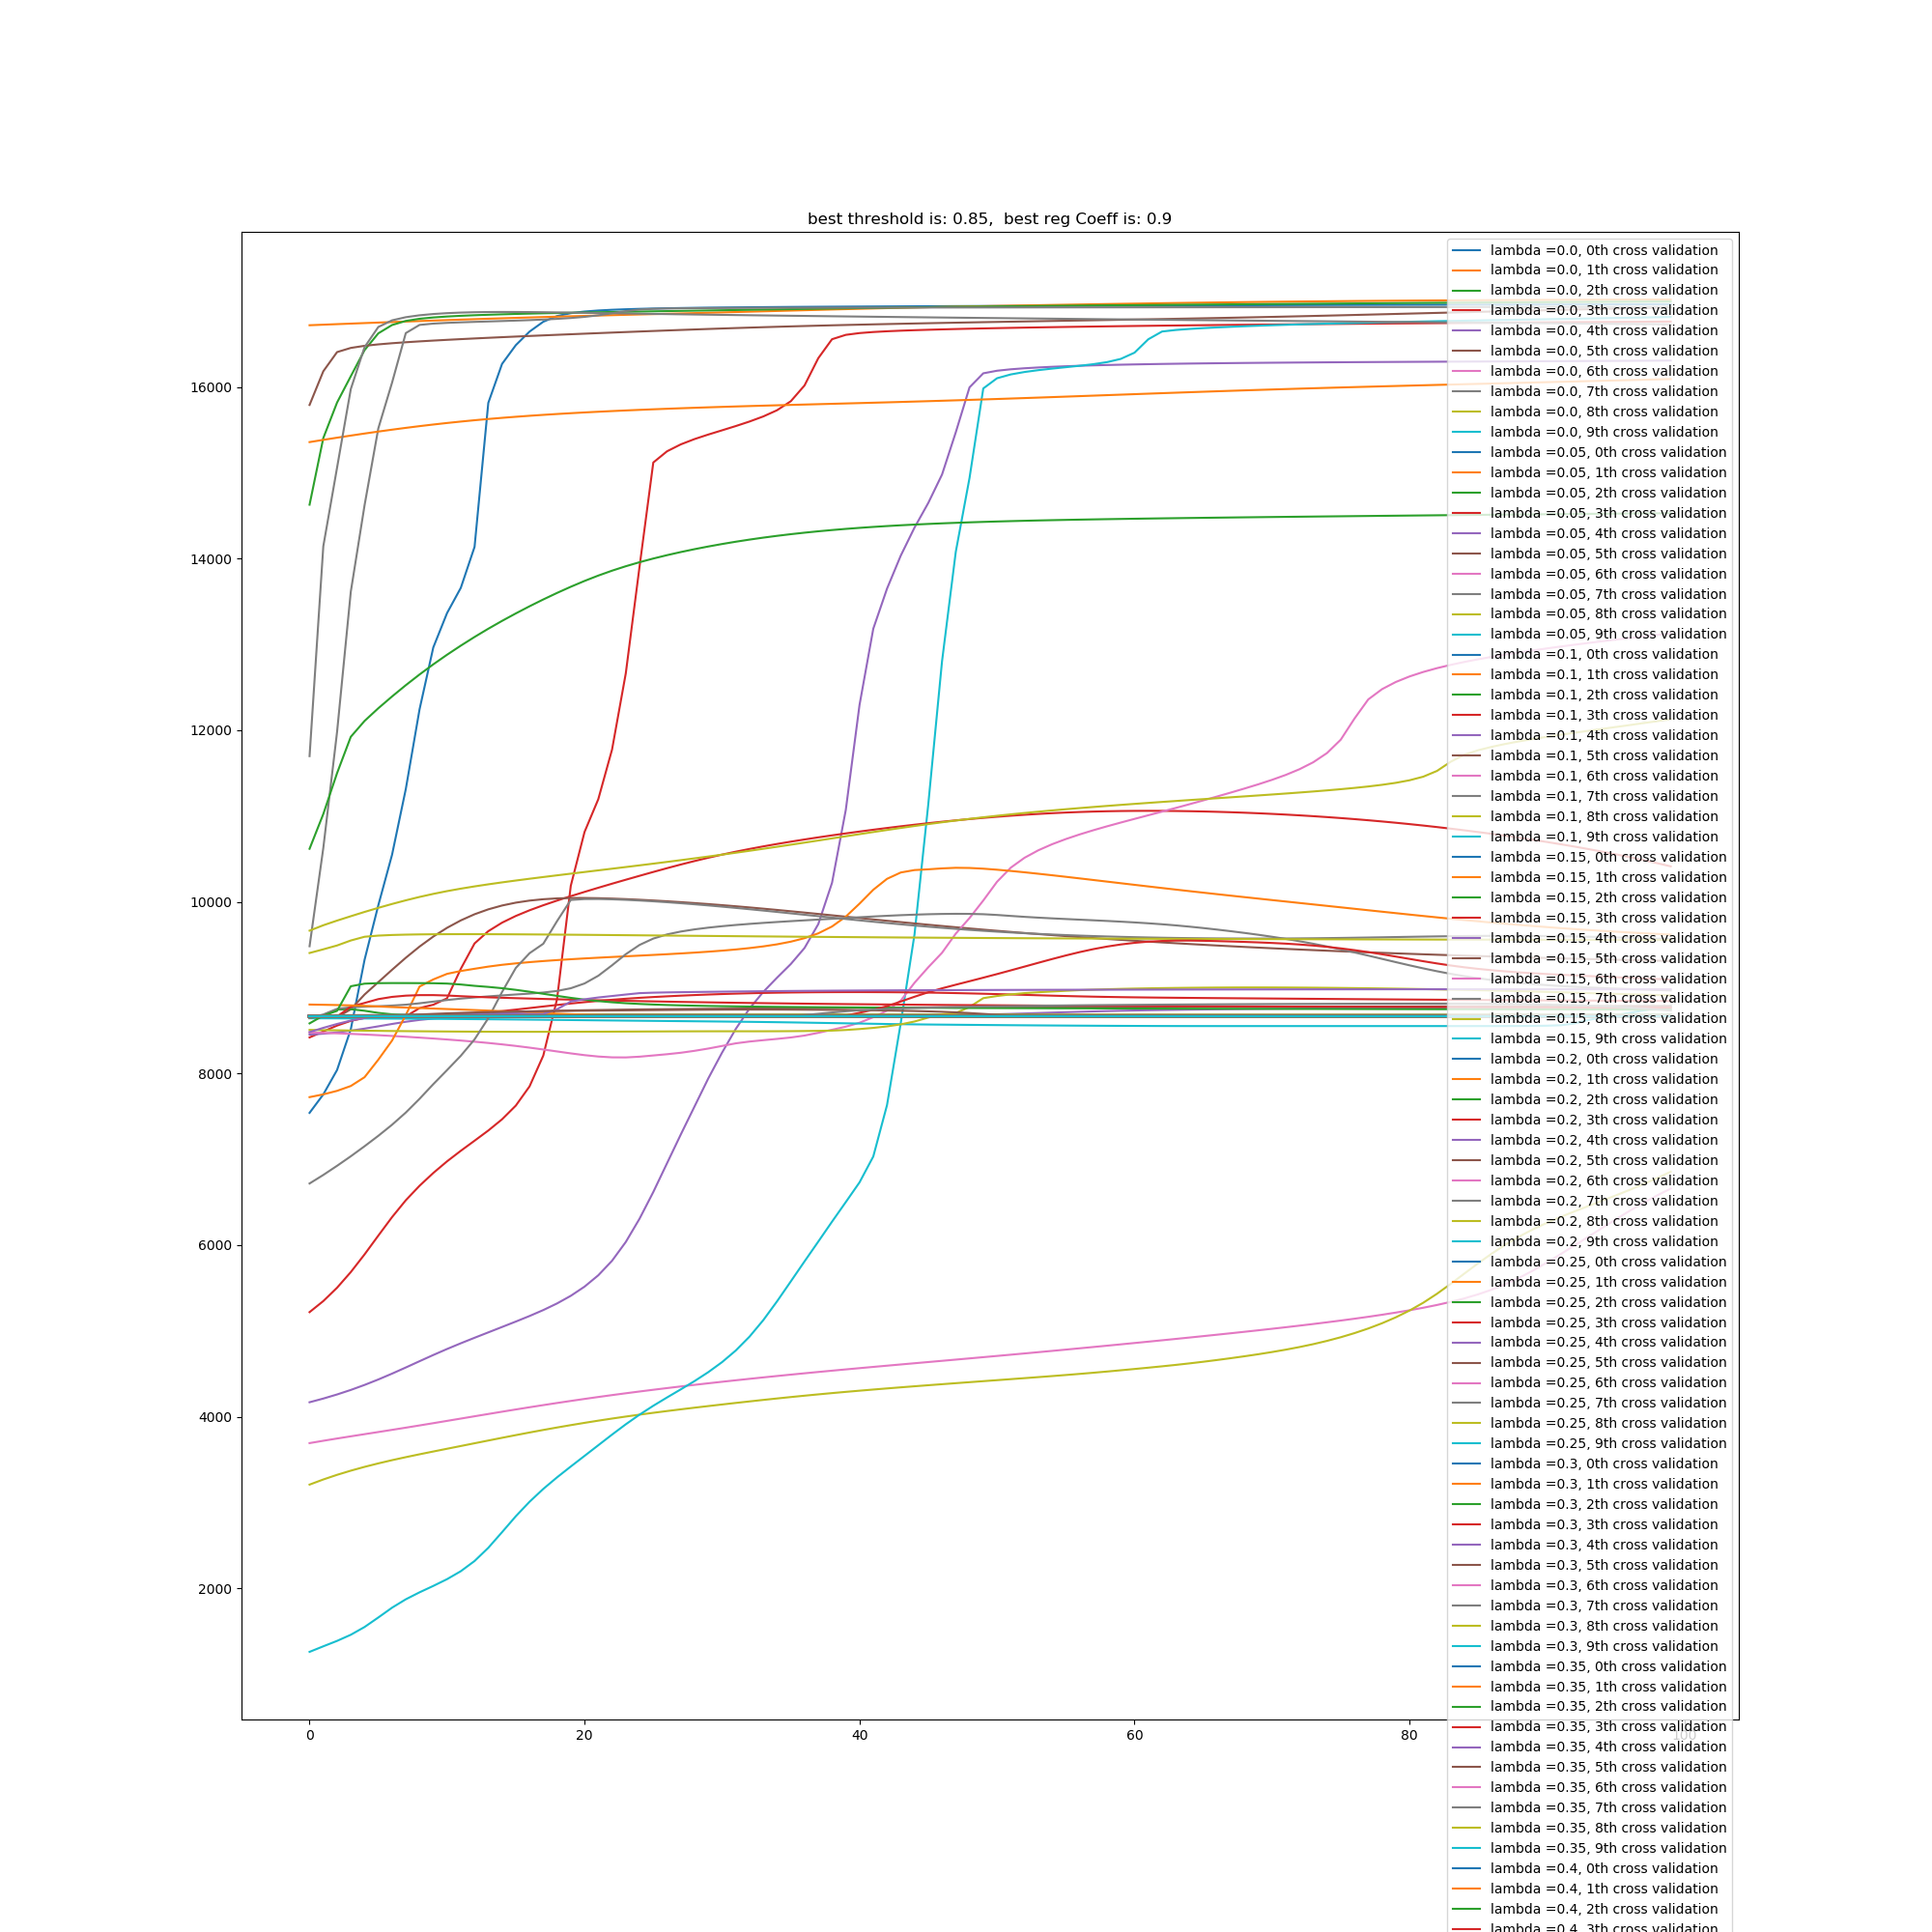 best threshold is: 0.85,  best reg Coeff is: 0.9
lambda =0.0, 0th cross validation
lambda =0.0, 1th cross validation
lambda =0.0, 2th cross validation
lambda =0.0, 3th cross validation
lambda =0.0, 4th cross validation
lambda =0.0, 5th cross validation
lambda =0.0, 6th cross validation
lambda =0.0, 7th cross validation
lambda =0.0, 8th cross validation
lambda =0.0, 9th cross validation
lambda =0.05, 0th cross validation
lambda =0.05, 1th cross validation
lambda =0.05, 2th cross validation
lambda =0.05, 3th cross validation
lambda =0.05, 4th cross validation
lambda =0.05, 5th cross validation
lambda =0.05, 6th cross validation
lambda =0.05, 7th cross validation
lambda =0.05, 8th cross validation
lambda =0.05, 9th cross validation
lambda =0.1, 0th cross validation
lambda =0.1, 1th cross validation
lambda =0.1, 2th cross validation
lambda =0.1, 3th cross validation
lambda =0.1, 4th cross validation
lambda =0.1, 5th cross validation
lambda =0.1, 6th cross validation
lambda =0.1, 7th cross validation
lambda =0.1, 8th cross validation
lambda =0.1, 9th cross validation
lambda =0.15, 0th cross validation
lambda =0.15, 1th cross validation
lambda =0.15, 2th cross validation
lambda =0.15, 3th cross validation
lambda =0.15, 4th cross validation
lambda =0.15, 5th cross validation
lambda =0.15, 6th cross validation
lambda =0.15, 7th cross validation
lambda =0.15, 8th cross validation
lambda =0.15, 9th cross validation
lambda =0.2, 0th cross validation
lambda =0.2, 1th cross validation
lambda =0.2, 2th cross validation
lambda =0.2, 3th cross validation
lambda =0.2, 4th cross validation
lambda =0.2, 5th cross validation
lambda =0.2, 6th cross validation
lambda =0.2, 7th cross validation
lambda =0.2, 8th cross validation
lambda =0.2, 9th cross validation
lambda =0.25, 0th cross validation
lambda =0.25, 1th cross validation
lambda =0.25, 2th cross validation
lambda =0.25, 3th cross validation
lambda =0.25, 4th cross validation
lambda =0.25, 5th cross validation
lambda =0.25, 6th cross validation
lambda =0.25, 7th cross validation
lambda =0.25, 8th cross validation
lambda =0.25, 9th cross validation
lambda =0.3, 0th cross validation
lambda =0.3, 1th cross validation
lambda =0.3, 2th cross validation
lambda =0.3, 3th cross validation
lambda =0.3, 4th cross validation
lambda =0.3, 5th cross validation
lambda =0.3, 6th cross validation
lambda =0.3, 7th cross validation
lambda =0.3, 8th cross validation
lambda =0.3, 9th cross validation
lambda =0.35, 0th cross validation
lambda =0.35, 1th cross validation
lambda =0.35, 2th cross validation
lambda =0.35, 3th cross validation
lambda =0.35, 4th cross validation
lambda =0.35, 5th cross validation
lambda =0.35, 6th cross validation
lambda =0.35, 7th cross validation
lambda =0.35, 8th cross validation
lambda =0.35, 9th cross validation
lambda =0.4, 0th cross validation
lambda =0.4, 1th cross validation
lambda =0.4, 2th cross validation
lambda =0.4, 3th cross validation
16000
14000
12000
10000
8000
6000
4000
2000
0 20 40 60 80 100